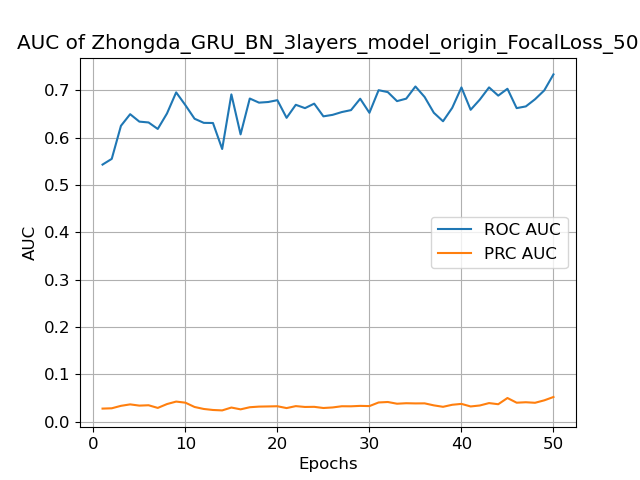 AUC of Zhongda_GRU_BN_3layers_model_origin_FocalLoss_50
0.7
0.6
0.5
0.4
0.3
0.2
0.1
0.0
AUC
ROC AUC
PRC AUC
0 10 20 30 40 50
Epochs